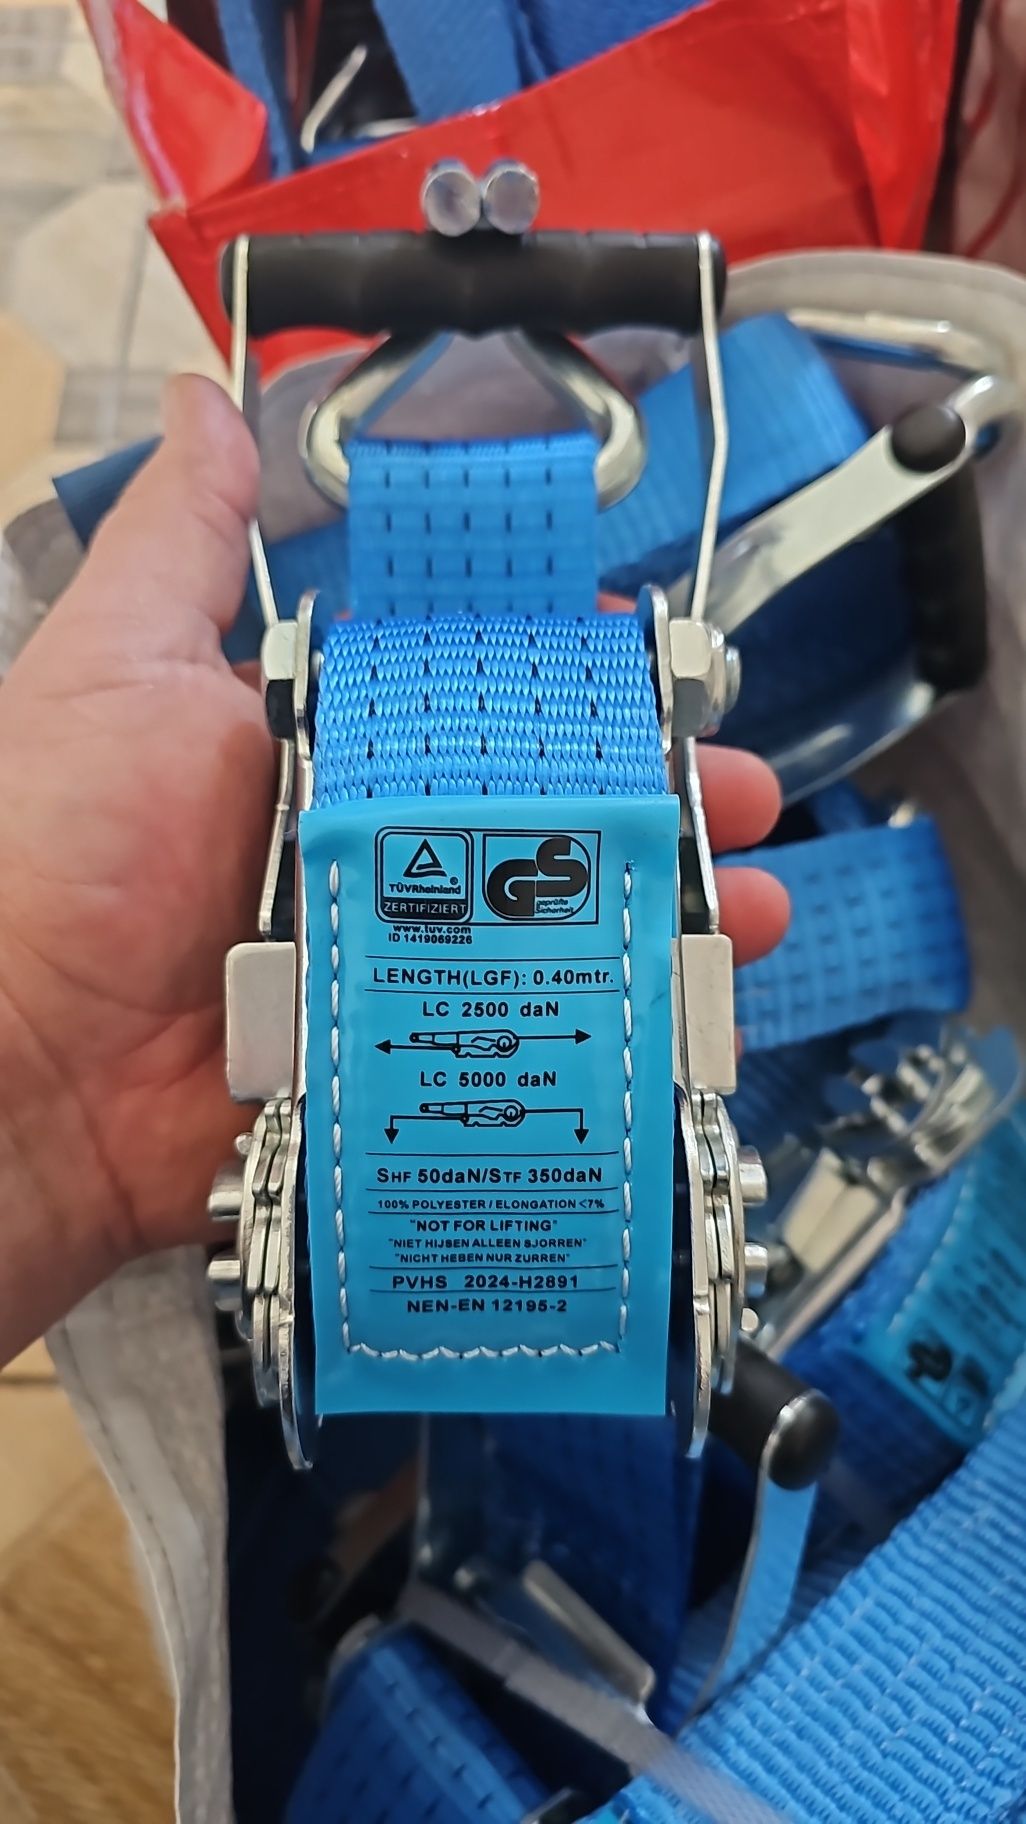 TÜVRheinland®
ZERTIFIZIERT
GS
geprüfte
Sicherheit
www.tuv.com
ID 1419069226
LENGTH(LGF): 0.40mtr.
LC 2500 daN
LC 5000 daN
SHF 50daN/STF 350daN
100% POLYESTER / ELONGATION <7%
"NOT FOR LIFTING"
"NIET HIJSEN ALLEEN SJORREN"
"NICHT HEBEN NUR ZURREN"
PVHS 2024-H2891
NEN-EN 12195-2